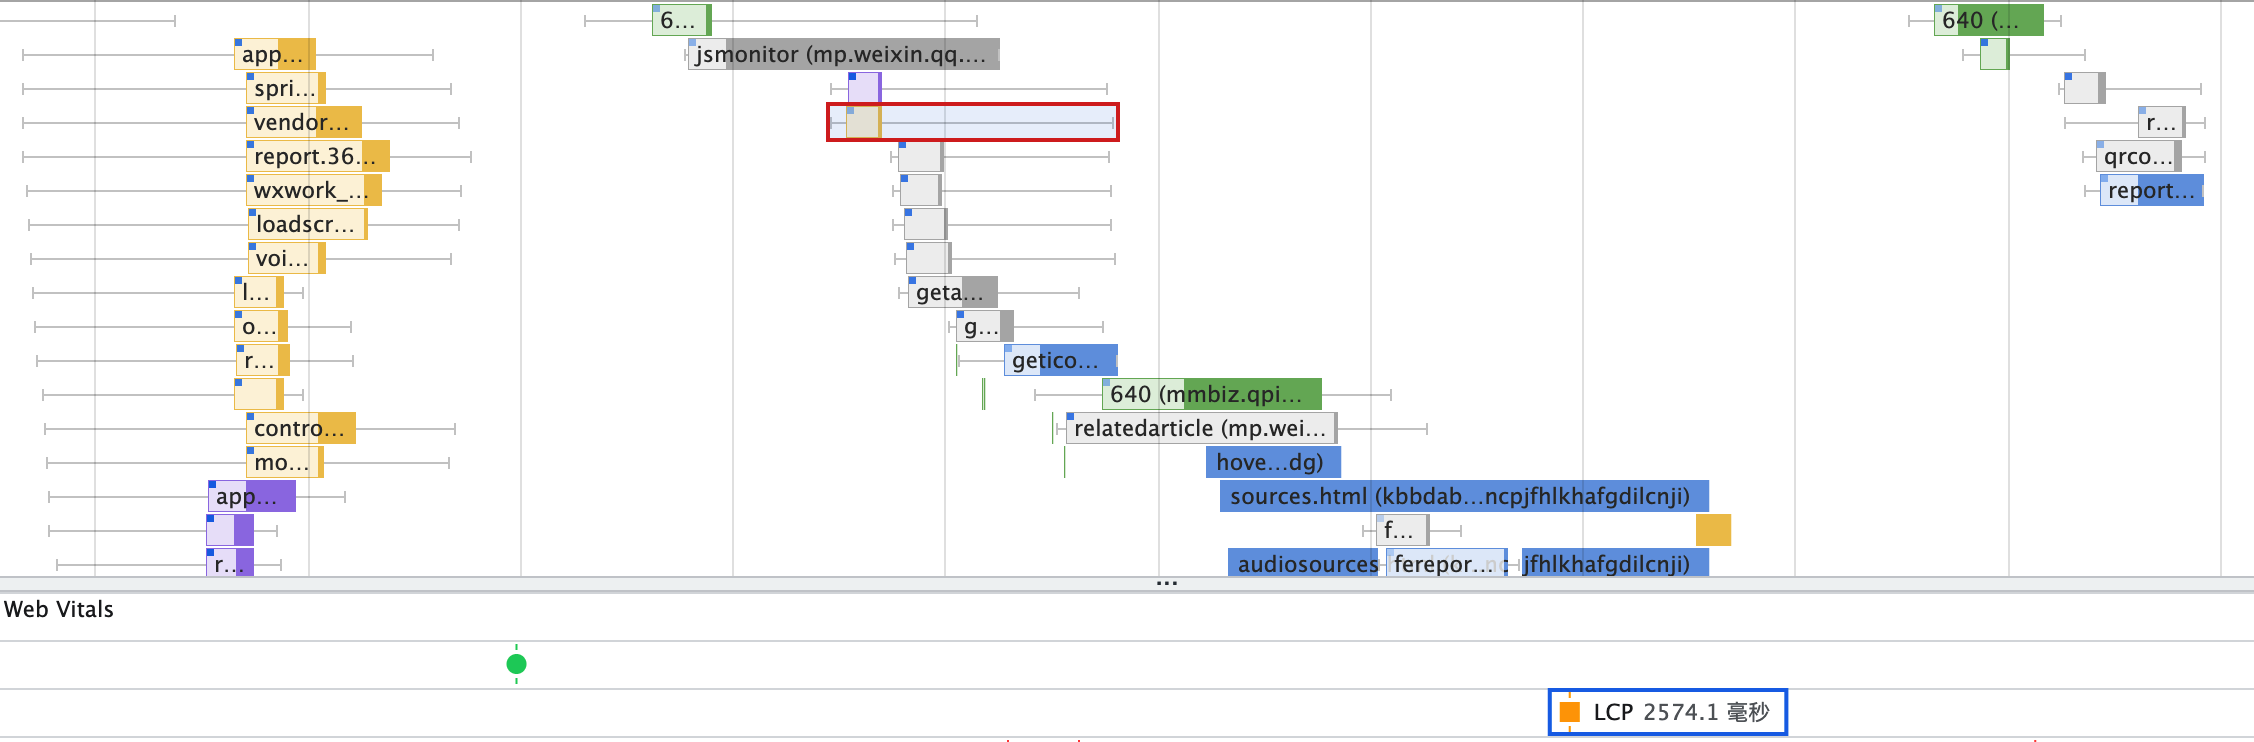 6...
640 (...
app...
jsmonitor (mp.weixin.qq....
spri...
vendor...
r...
report.36...
qrco...
wxwork_...
report...
loadscr...
voi...
l...
geta...
o...
g...
r...
getico...
640 (mmbiz.qpi...
contro...
relatedarticle (mp.wei...
mo...
hove...dg)
app...
sources.html (kbbdab...ncpjfhlkhafgdilcnji)
f...
r...
audiosources
ferepor...
jfhlkhafgdilcnji)
...
Web Vitals
LCP 2574.1 毫秒